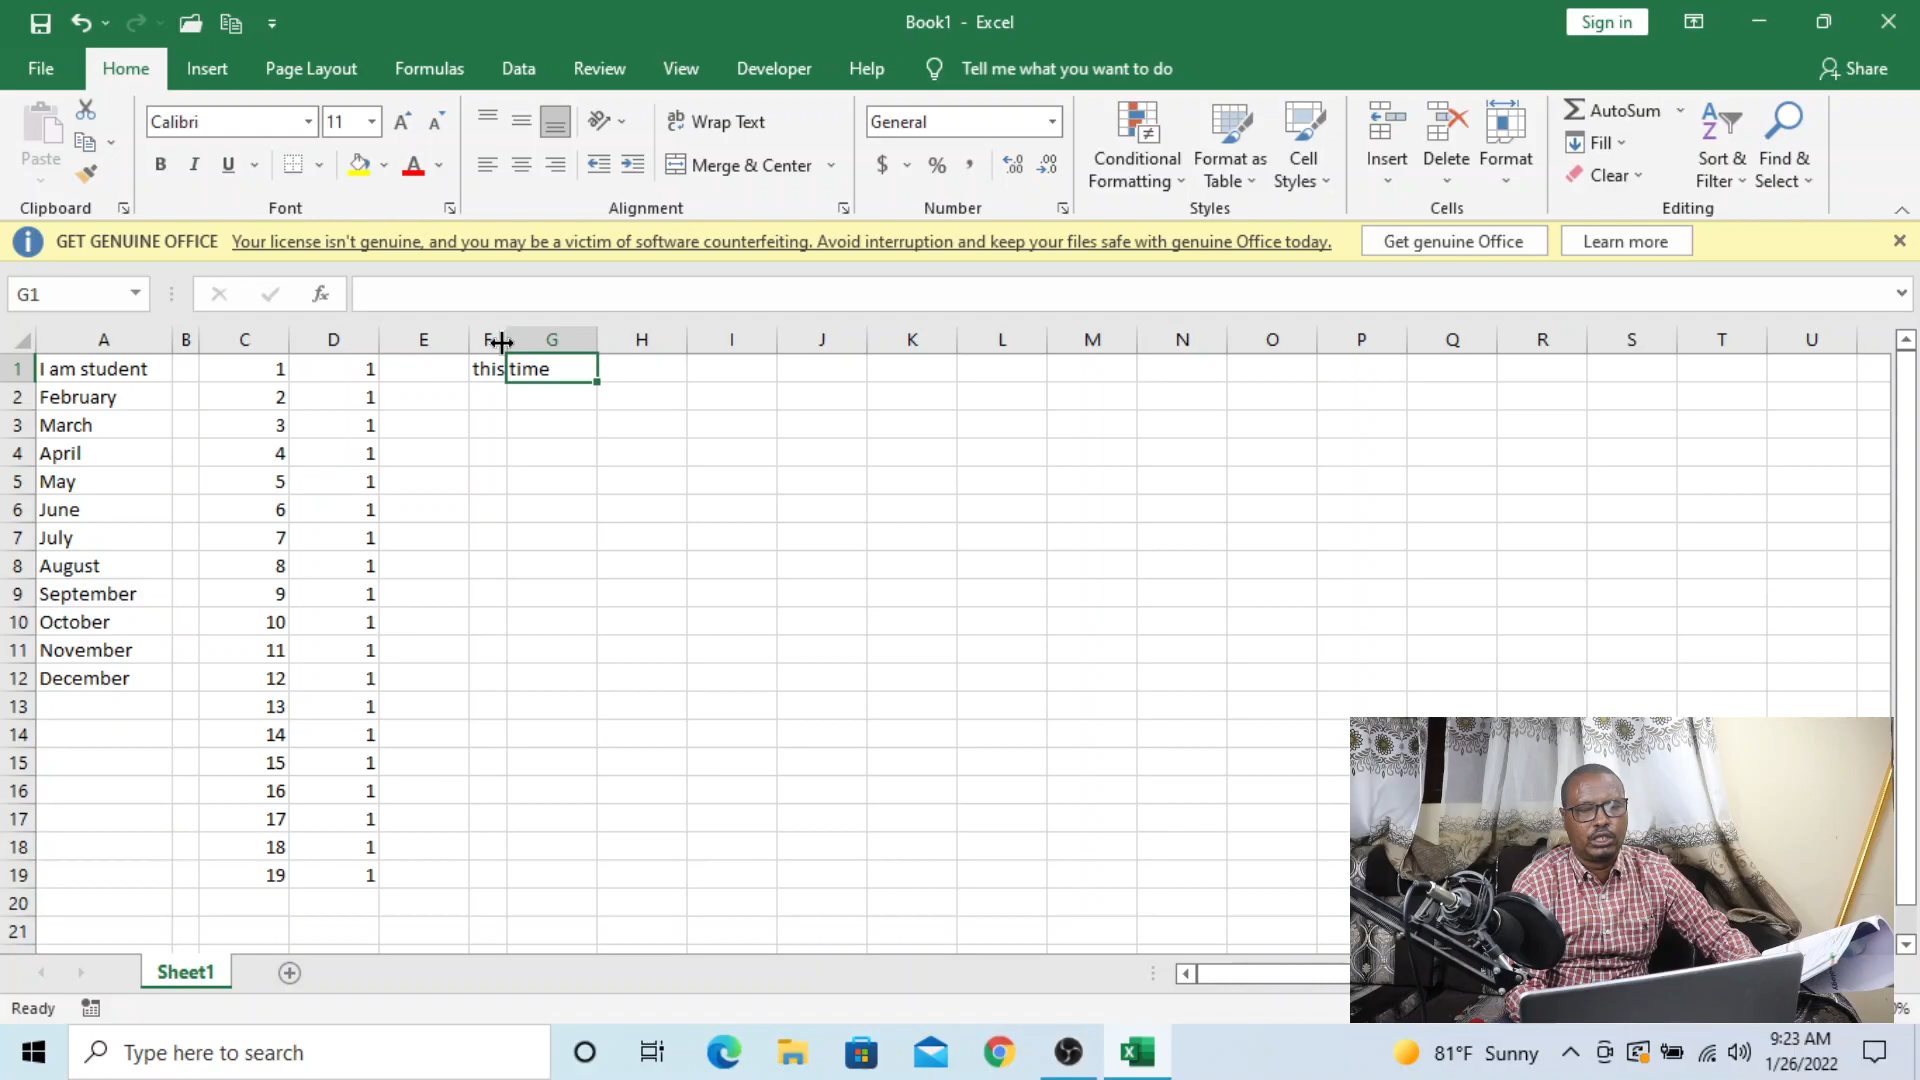 Book1 - Excel
Sign in
File Home Insert Page Layout Formulas Data Review View Developer Help Tell me what you want to do Share
Paste
Calibri 11
B I U
Wrap Text
Merge & Center
General
$ %
Conditional Formatting
Format as Table
Cell Styles
Insert Delete Format
AutoSum
Fill
Clear
Sort & Filter
Find & Select
Clipboard Font Alignment Number Styles Cells Editing
GET GENUINE OFFICE Your license isn't genuine, and you may be a victim of software counterfeiting. Avoid interruption and keep your files safe with genuine Office today. Get genuine Office Learn more
G1 fx
A B C D E F G H I J K L M N O P Q R S T U
1 I am student 1 1 this time
2 February 2 1
3 March 3 1
4 April 4 1
5 May 5 1
6 June 6 1
7 July 7 1
8 August 8 1
9 September 9 1
10 October 10 1
11 November 11 1
12 December 12 1
13 13 1
14 14 1
15 15 1
16 16 1
17 17 1
18 18 1
19 19 1
20
21
Sheet1
Ready
Type here to search
81°F Sunny
9:23 AM
1/26/2022